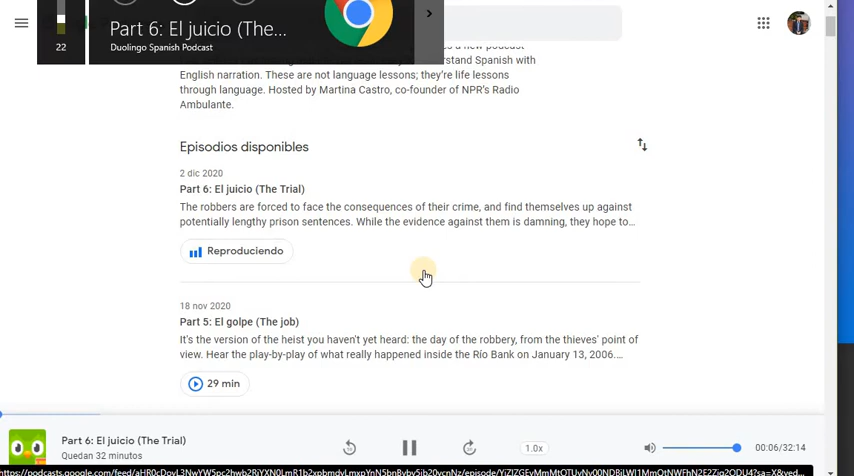 22
Part 6: El juicio (The...
Duolingo Spanish Podcast
a new podcast
understand Spanish with
English narration. These are not language lessons; they're life lessons
through language. Hosted by Martina Castro, co-founder of NPR's Radio
Ambulante.
Episodios disponibles
2 dic 2020
Part 6: El juicio (The Trial)
The robbers are forced to face the consequences of their crime, and find themselves up against
potentially lengthy prison sentences. While the evidence against them is damning, they hope to...
Reproduciendo
18 nov 2020
Part 5: El golpe (The job)
It's the version of the heist you haven't yet heard: the day of the robbery, from the thieves' point of
view. Hear the play-by-play of what really happened inside the Río Bank on January 13, 2006....
29 min
Part 6: El juicio (The Trial)
Quedan 32 minutos
1.0x
00:06/32:14